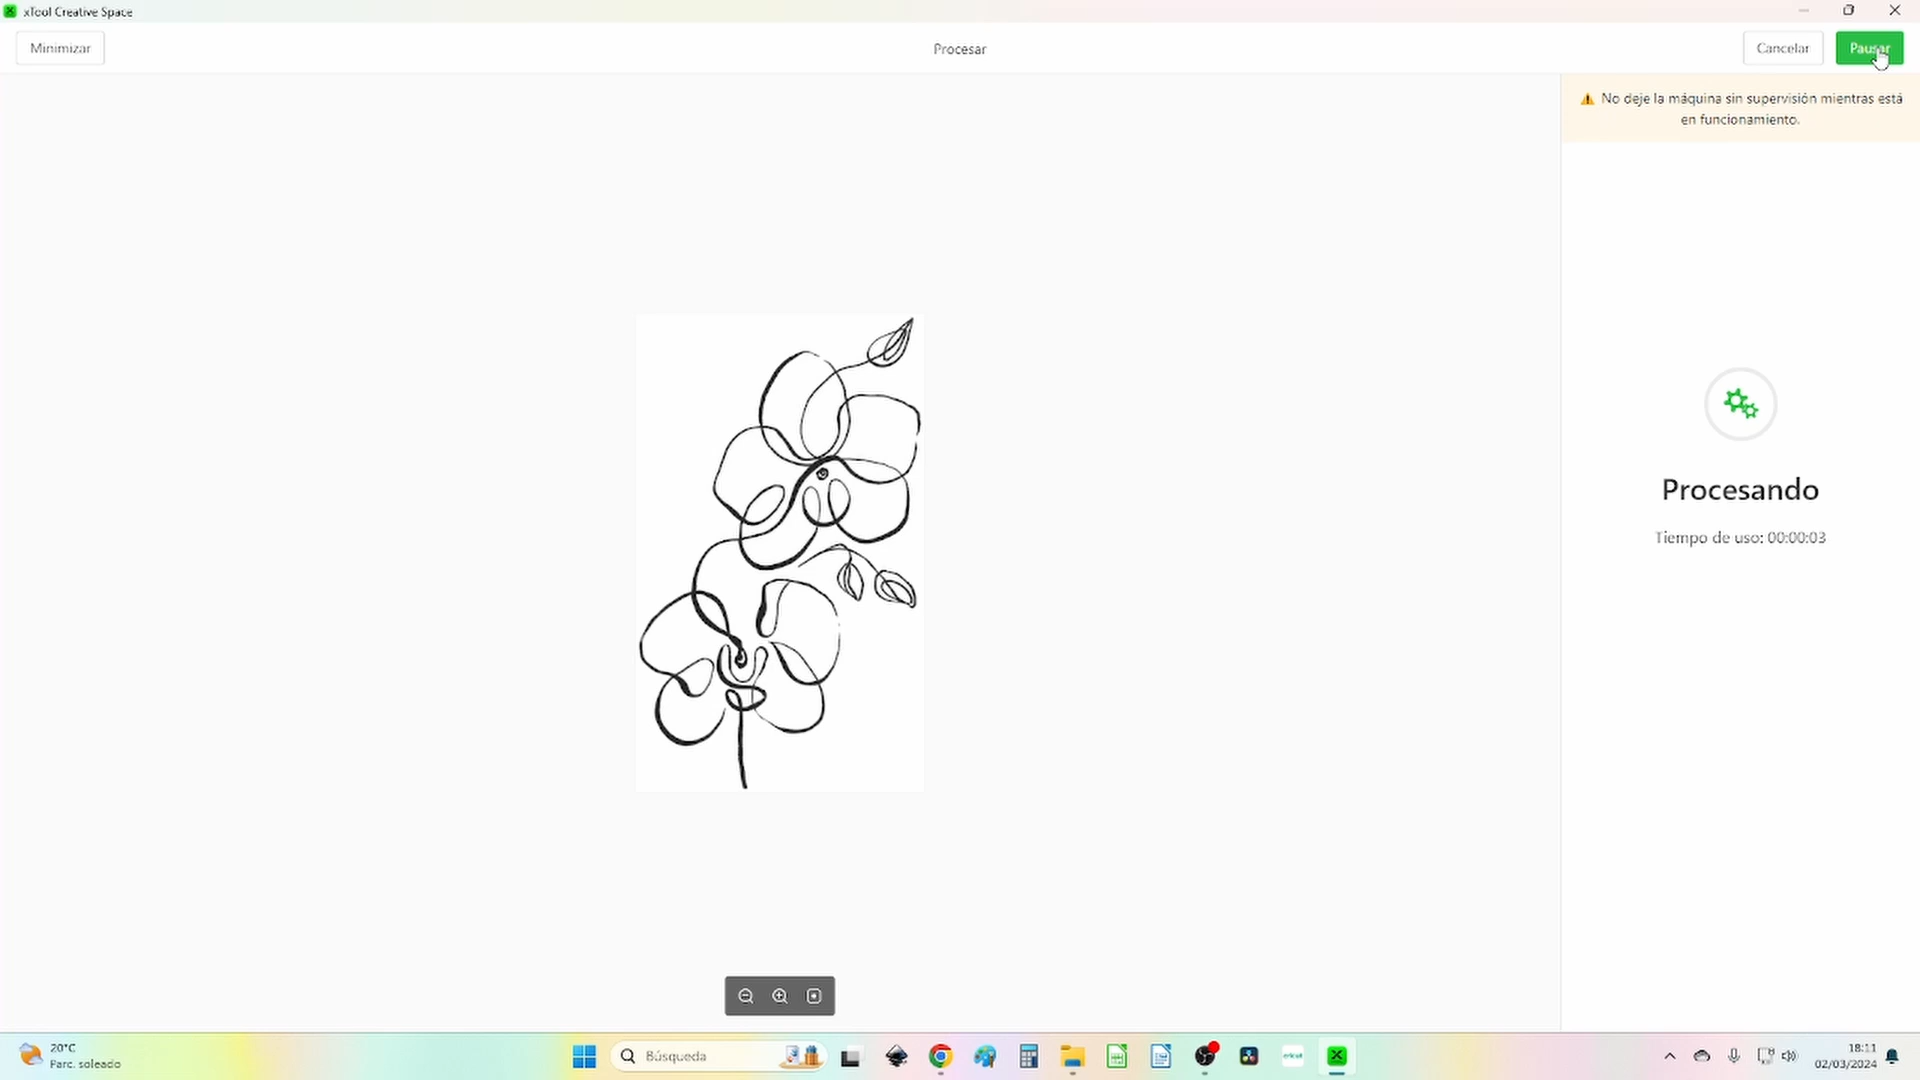 xTool Creative Space
Minimizar
Procesar
Cancelar
Pausar
No deje la máquina sin supervisión mientras está
en funcionamiento.
Procesando
Tiempo de uso: 00:00:03
20°C
Parc. soleado
Búsqueda
cricut
18:11
02/03/2024